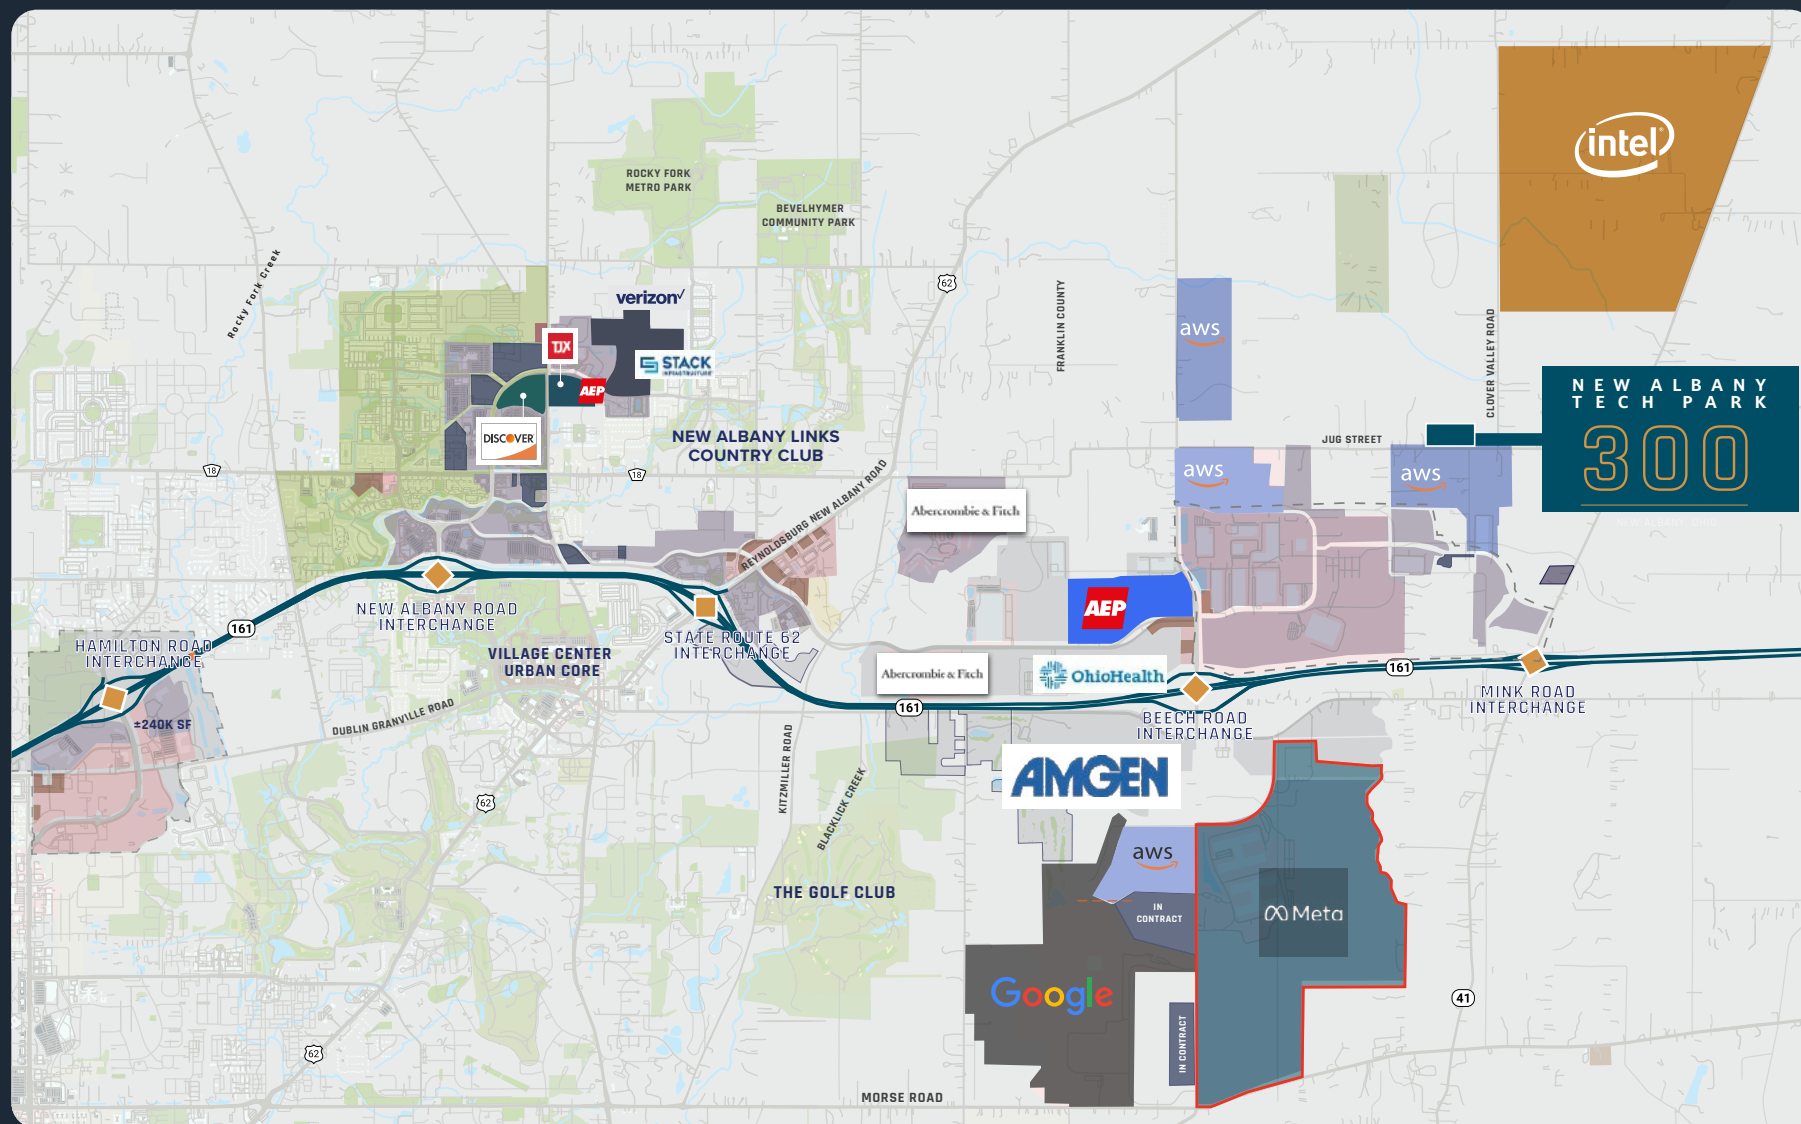 intel
ROCKY FORK
METRO PARK
BEVELHYMER
COMMUNITY PARK
Rocky Fork Creek
62
verizon
FRANKLIN COUNTY
aws
CLOVER VALLEY ROAD
TJX
STACK
INFRASTRUCTURE
AEP
NEW ALBANY
TECH PARK
300
NEW ALBANY, OHIO
DISCOVER
NEW ALBANY LINKS
COUNTRY CLUB
JUG STREET
18
18
aws
aws
REYNOLDSBURG NEW ALBANY ROAD
Abercrombie & Fitch
AEP
NEW ALBANY ROAD
INTERCHANGE
161
HAMILTON ROAD
INTERCHANGE
STATE ROUTE 62
INTERCHANGE
VILLAGE CENTER
URBAN CORE
Abercrombie & Fitch
OhioHealth
161
161
MINK ROAD
INTERCHANGE
±240K SF
DUBLIN GRANVILLE ROAD
BEECH ROAD
INTERCHANGE
KITZMILLER ROAD
BLACKLICK CREEK
AMGEN
62
aws
THE GOLF CLUB
IN
CONTRACT
Meta
Google
41
IN CONTRACT
62
MORSE ROAD